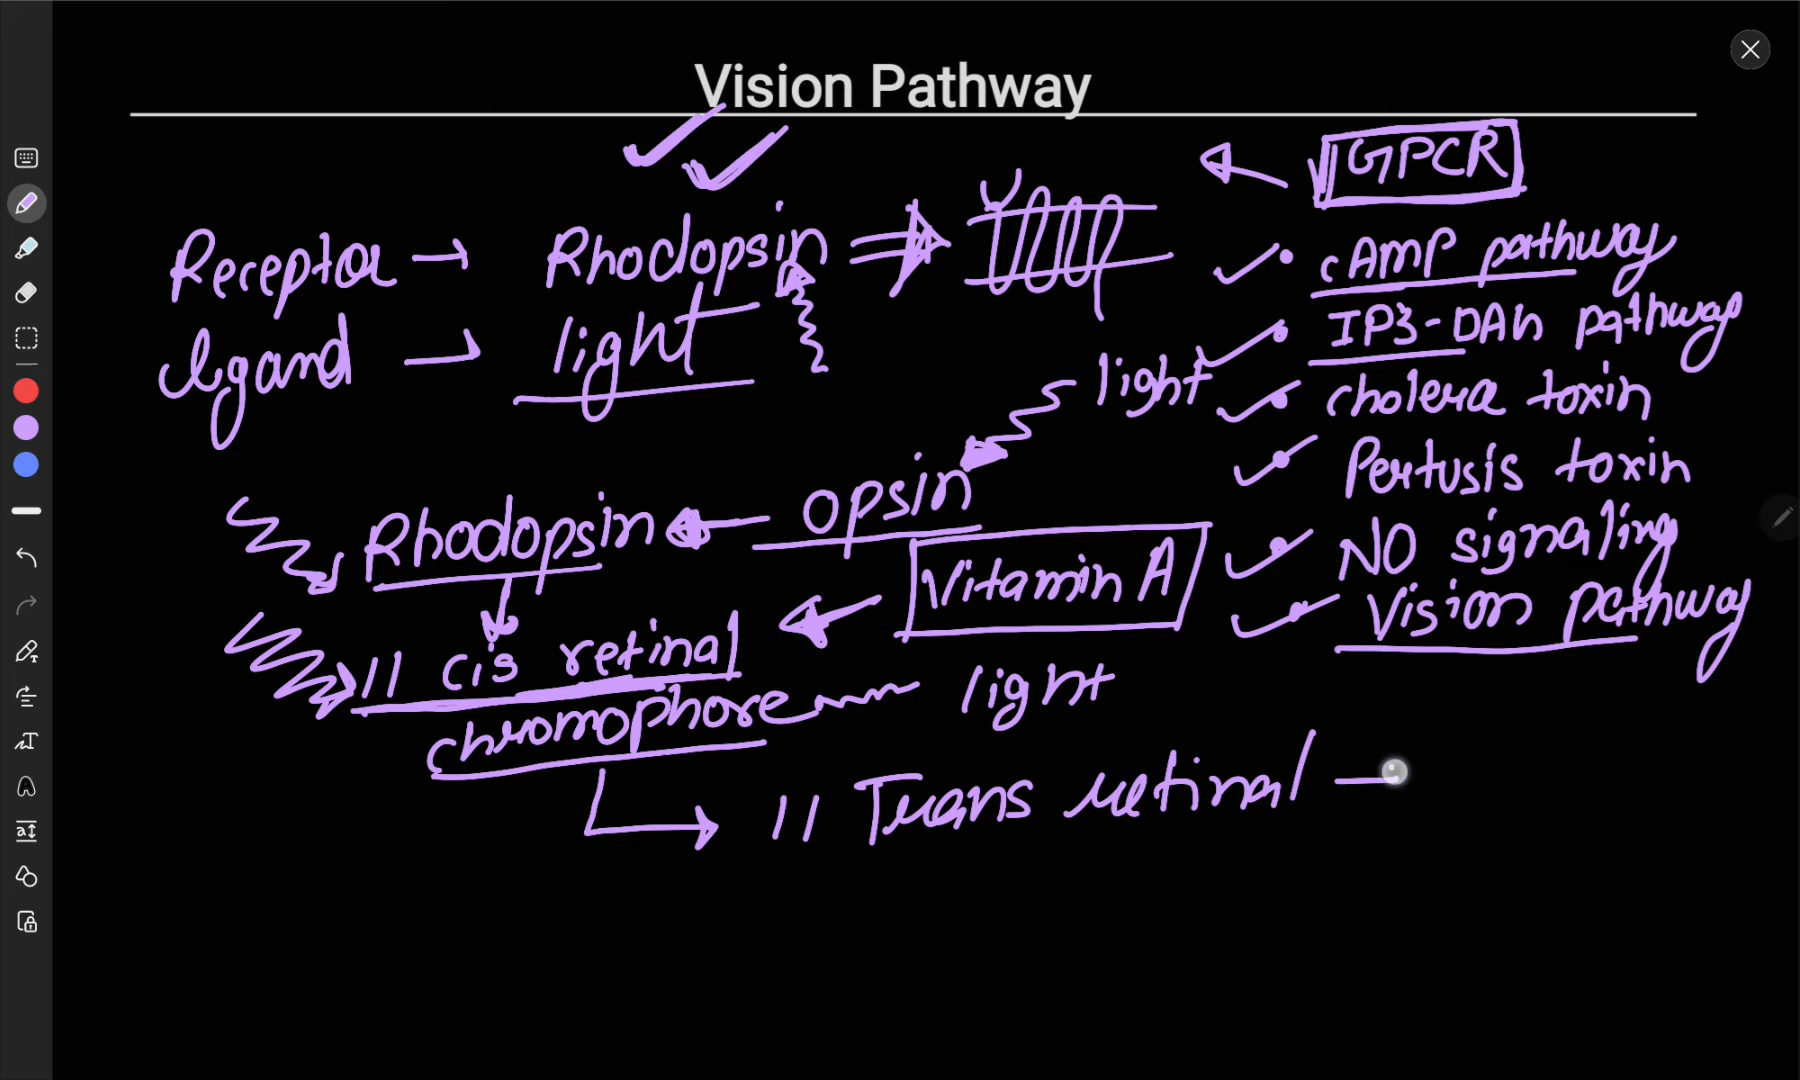 Vision Pathway
GPCR
Receptor → Rhodopsin ⇒
cAMP pathway
ligand → light
IP3-DAh pathway
light
cholera toxin
Pertusis toxin
Rhodopsin ← opsin
NO signaling
Vitamin A
Vision pathway
11 cis retinal
chromophore light
11 Trans retinal —